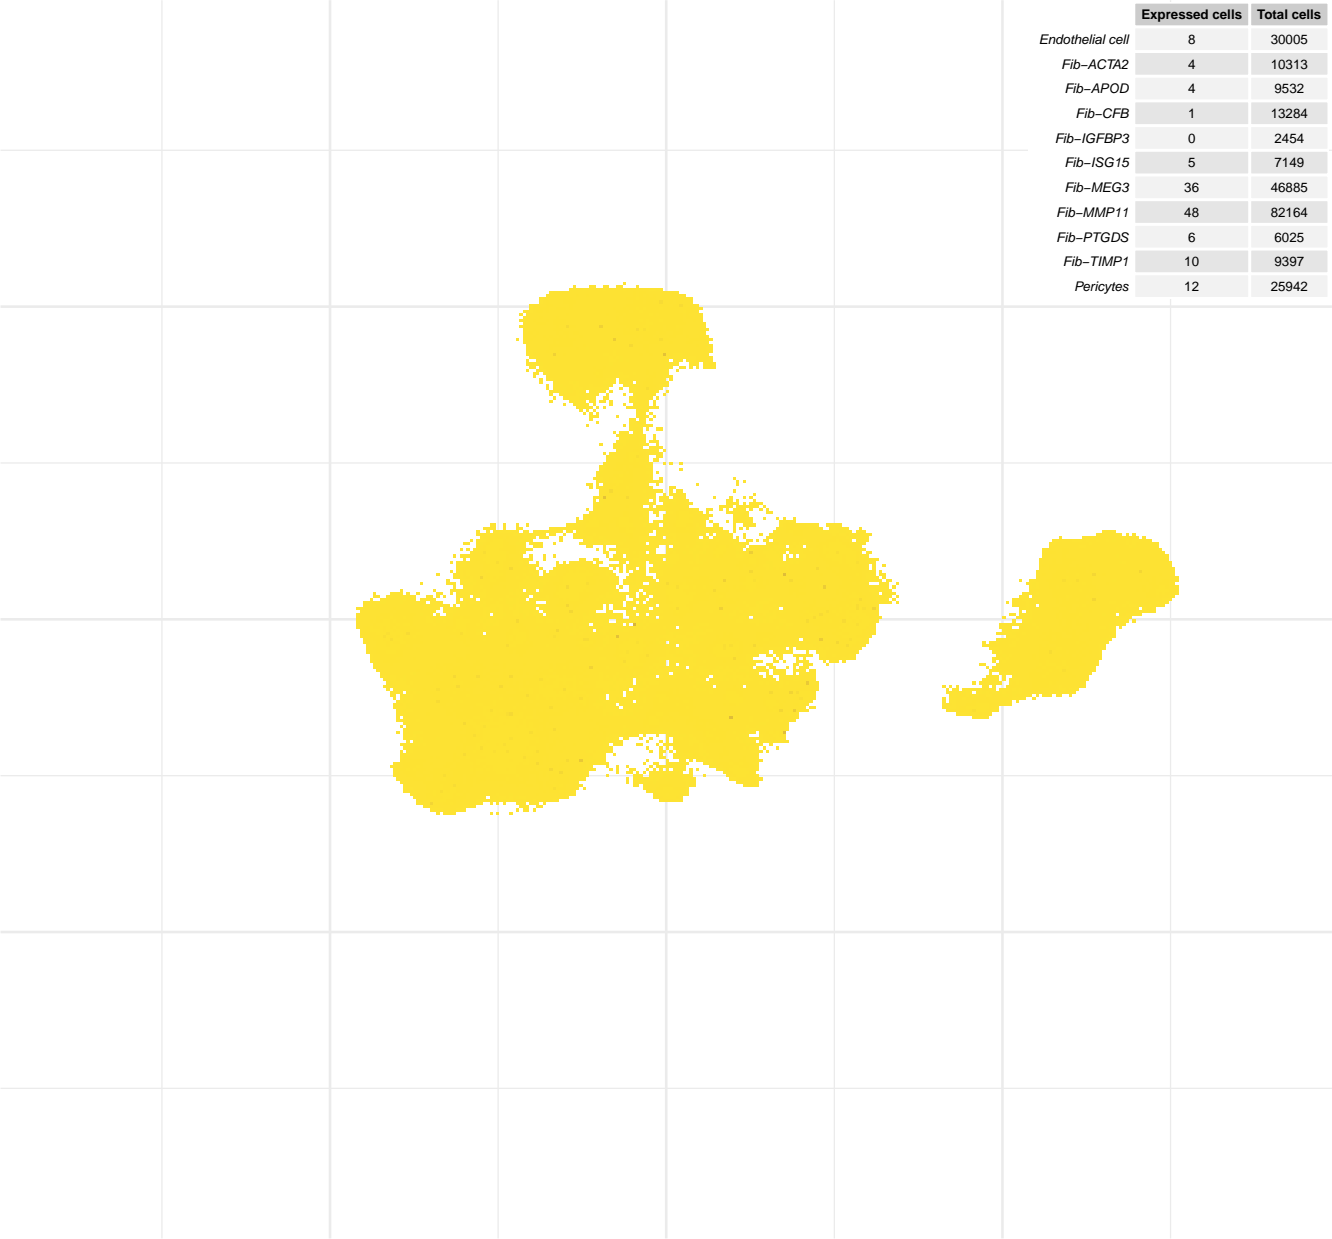 Expressed cells Total cells
Endothelial cell 8 30005
Fib−ACTA2 4 10313
Fib−APOD 4 9532
Fib−CFB 1 13284
Fib−IGFBP3 0 2454
Fib−ISG15 5 7149
Fib−MEG3 36 46885
Fib−MMP11 48 82164
Fib−PTGDS 6 6025
Fib−TIMP1 10 9397
Pericytes 12 25942